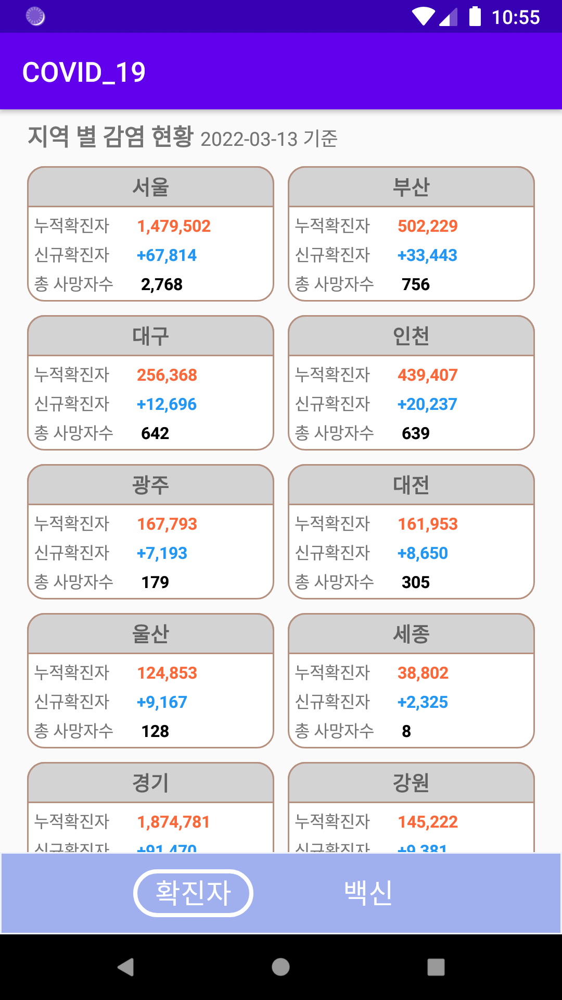 10:55
COVID_19
지역 별 감염 현황 2022-03-13 기준
서울
누적확진자 1,479,502
신규확진자 +67,814
총 사망자수 2,768
부산
누적확진자 502,229
신규확진자 +33,443
총 사망자수 756
대구
누적확진자 256,368
신규확진자 +12,696
총 사망자수 642
인천
누적확진자 439,407
신규확진자 +20,237
총 사망자수 639
광주
누적확진자 167,793
신규확진자 +7,193
총 사망자수 179
대전
누적확진자 161,953
신규확진자 +8,650
총 사망자수 305
울산
누적확진자 124,853
신규확진자 +9,167
총 사망자수 128
세종
누적확진자 38,802
신규확진자 +2,325
총 사망자수 8
경기
누적확진자 1,874,781
신규확진자 +91,470
강원
누적확진자 145,222
신규확진자 +9,381
확진자 백신